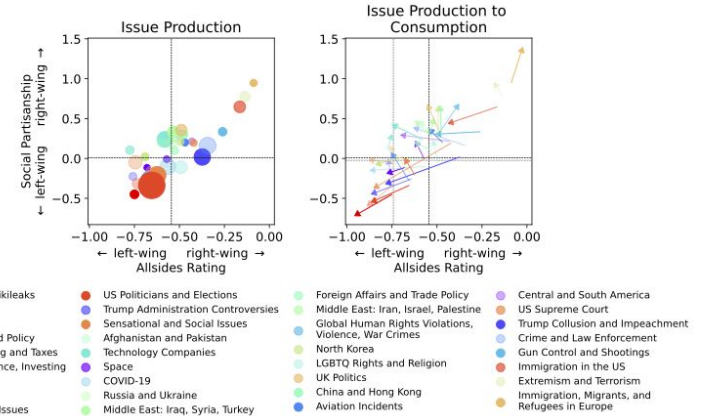 Issue Production
Issue Production to
Consumption
1.5
1.0
0.5
0.0
−0.5
Social Partisanship
← left-wing right-wing →
−1.00 −0.75 −0.50 −0.25 0.00
← left-wing right-wing →
Allsides Rating
1.5
1.0
0.5
0.0
−0.5
−1.00 −0.75 −0.50 −0.25 0.00
← left-wing right-wing →
Allsides Rating
ikileaks
d Policy
g and Taxes
nce, Investing
ssues
US Politicians and Elections
Trump Administration Controversies
Sensational and Social Issues
Afghanistan and Pakistan
Technology Companies
Space
COVID-19
Russia and Ukraine
Middle East: Iraq, Syria, Turkey
Foreign Affairs and Trade Policy
Middle East: Iran, Israel, Palestine
Global Human Rights Violations,
Violence, War Crimes
North Korea
LGBTQ Rights and Religion
UK Politics
China and Hong Kong
Aviation Incidents
Central and South America
US Supreme Court
Trump Collusion and Impeachment
Crime and Law Enforcement
Gun Control and Shootings
Immigration in the US
Extremism and Terrorism
Immigration, Migrants, and
Refugees in Europe